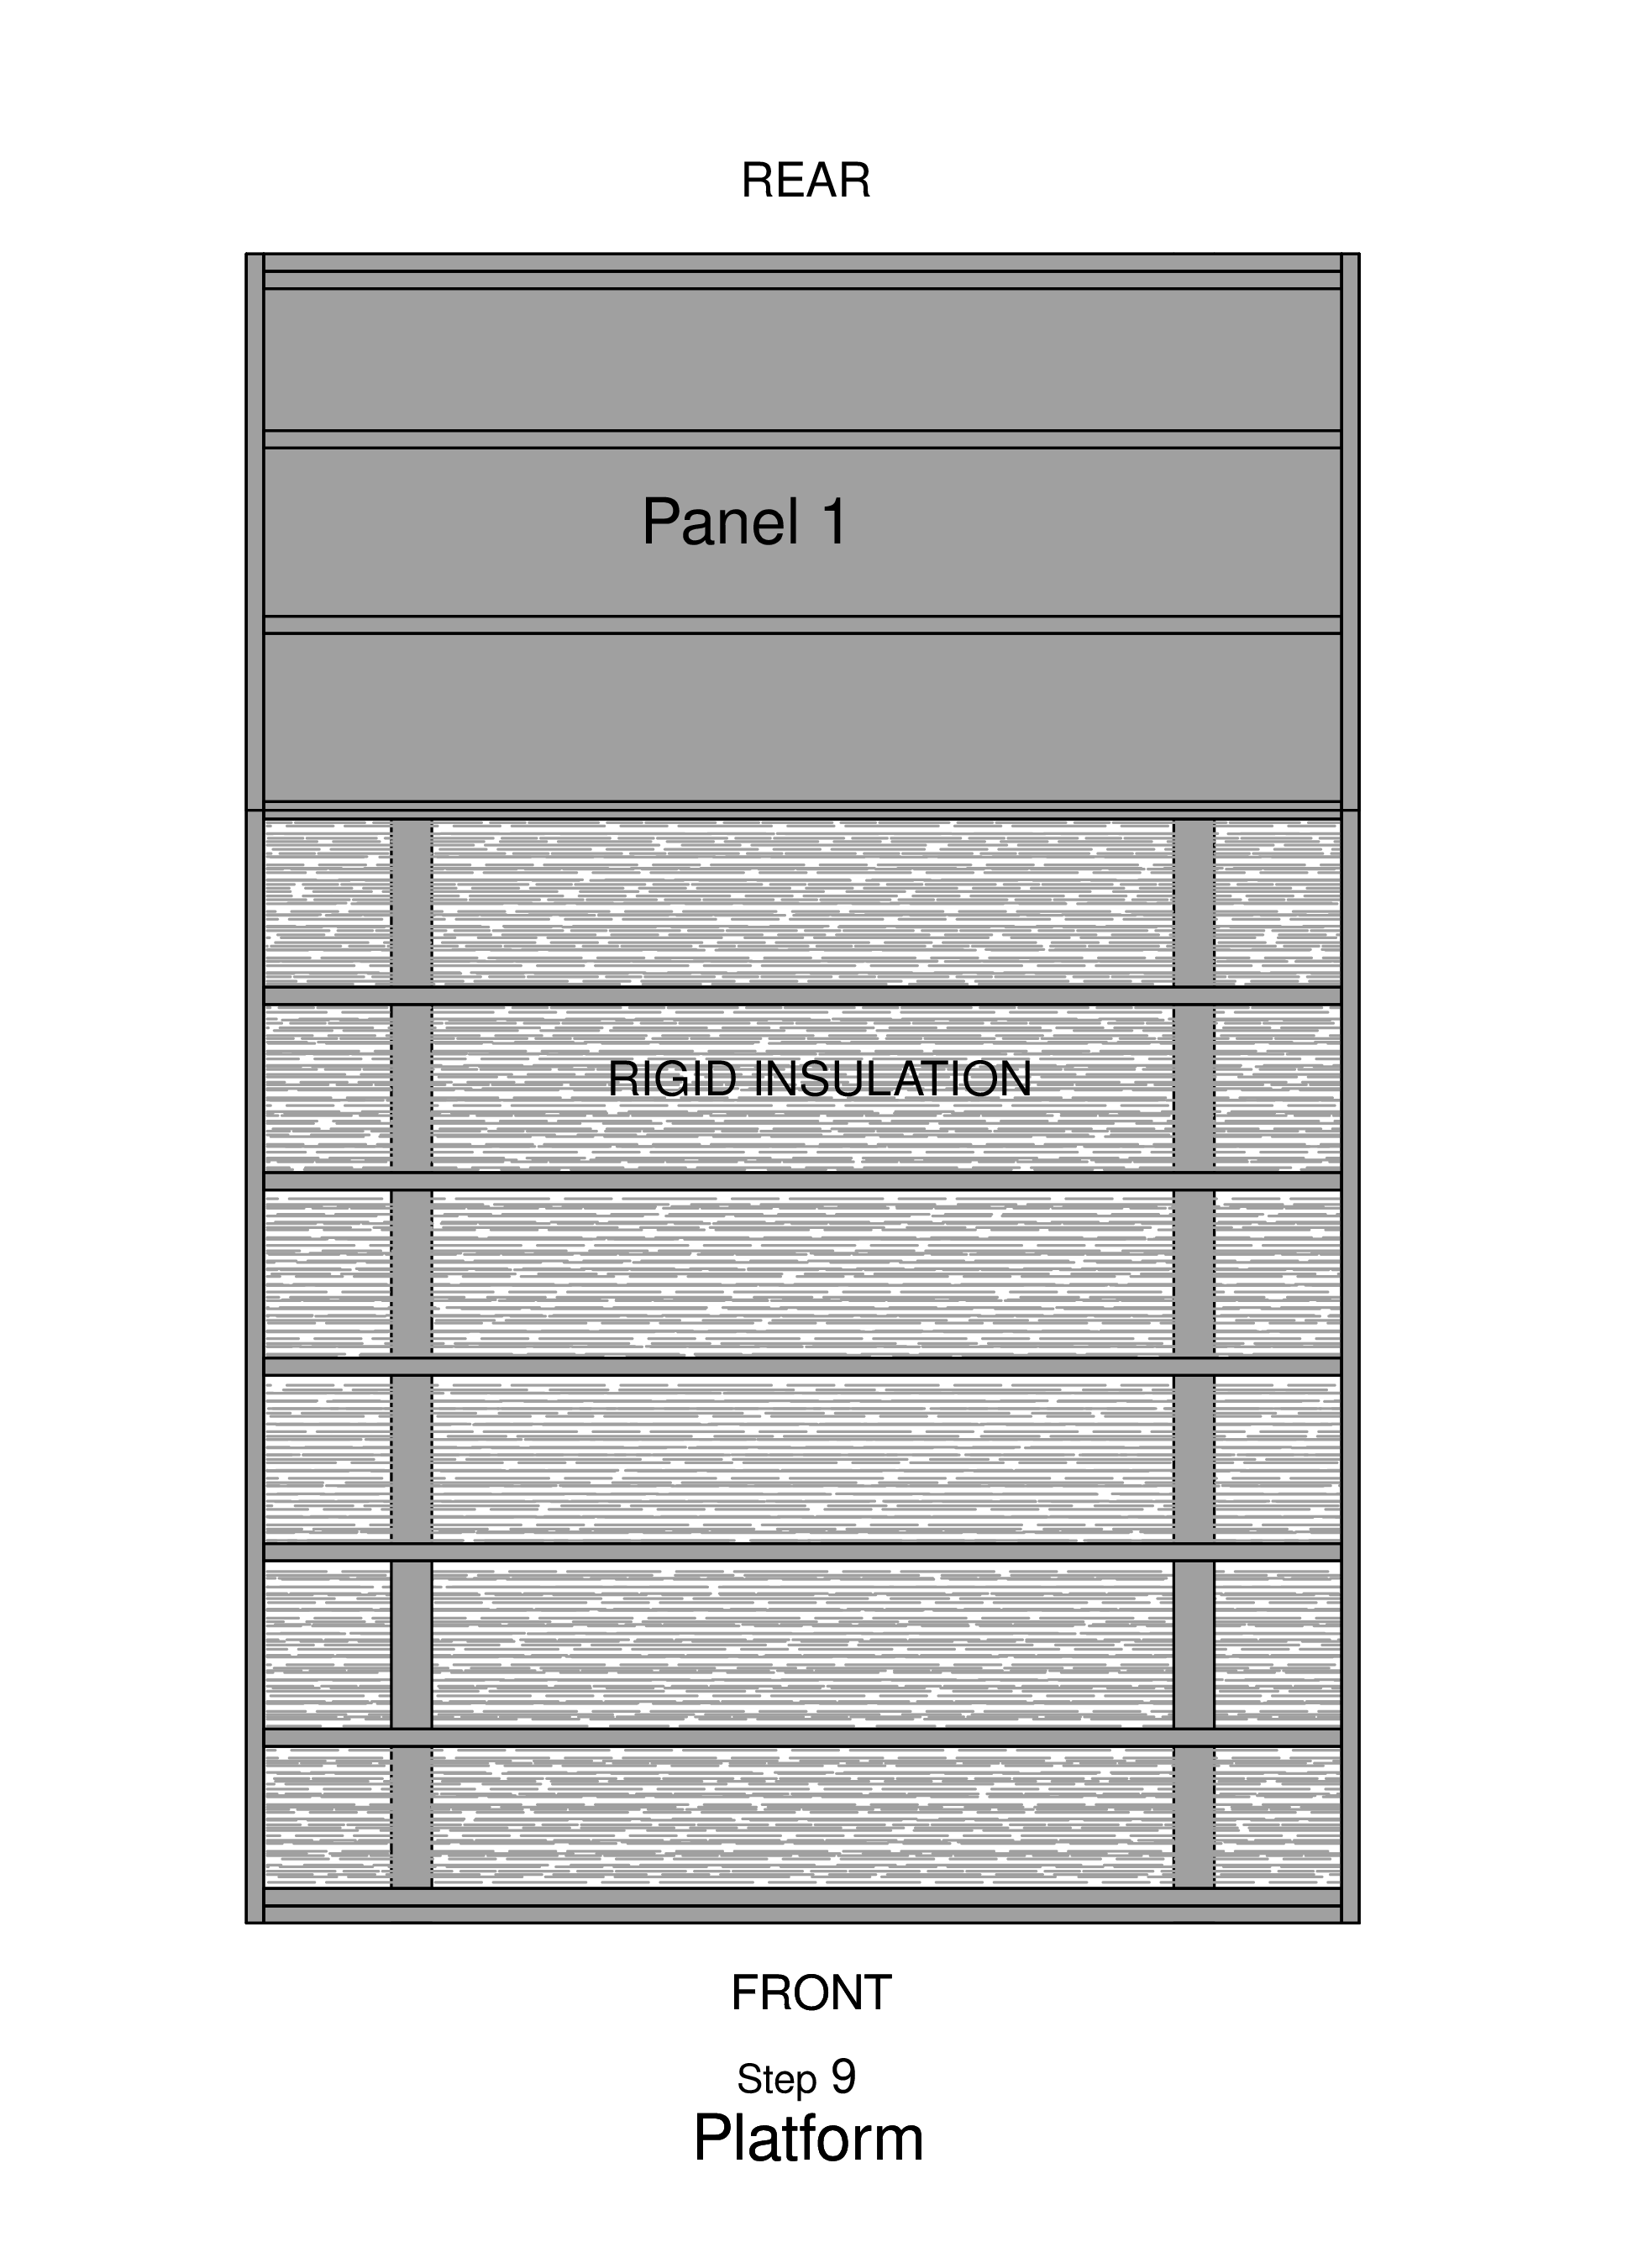 REAR
Panel 1
RIGID INSULATION
FRONT
Step 9
Platform